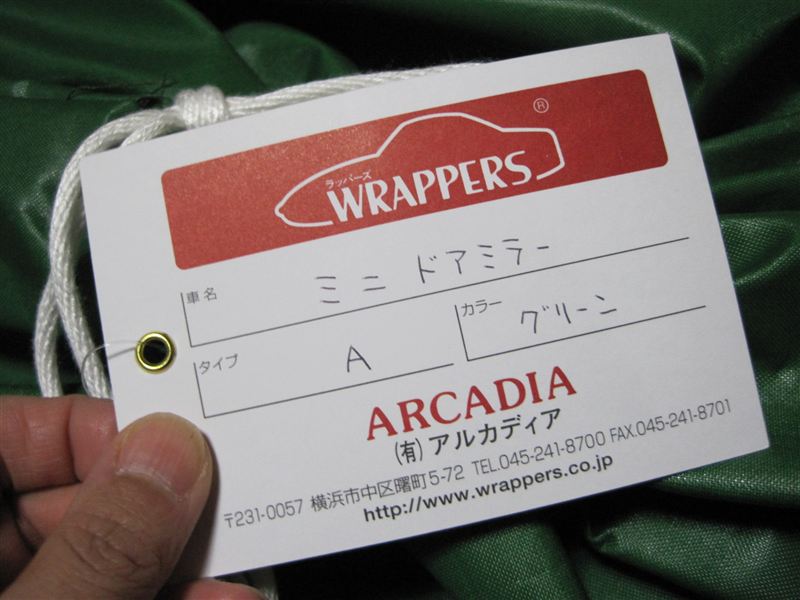 ®
ラッパーズ
WRAPPERS
車名 ミニ ドアミラー
タイプ A カラー グリーン
ARCADIA
(有)アルカディア
〒231-0057 横浜市中区曙町5-72 TEL.045-241-8700 FAX.045-241-8701
http://www.wrappers.co.jp